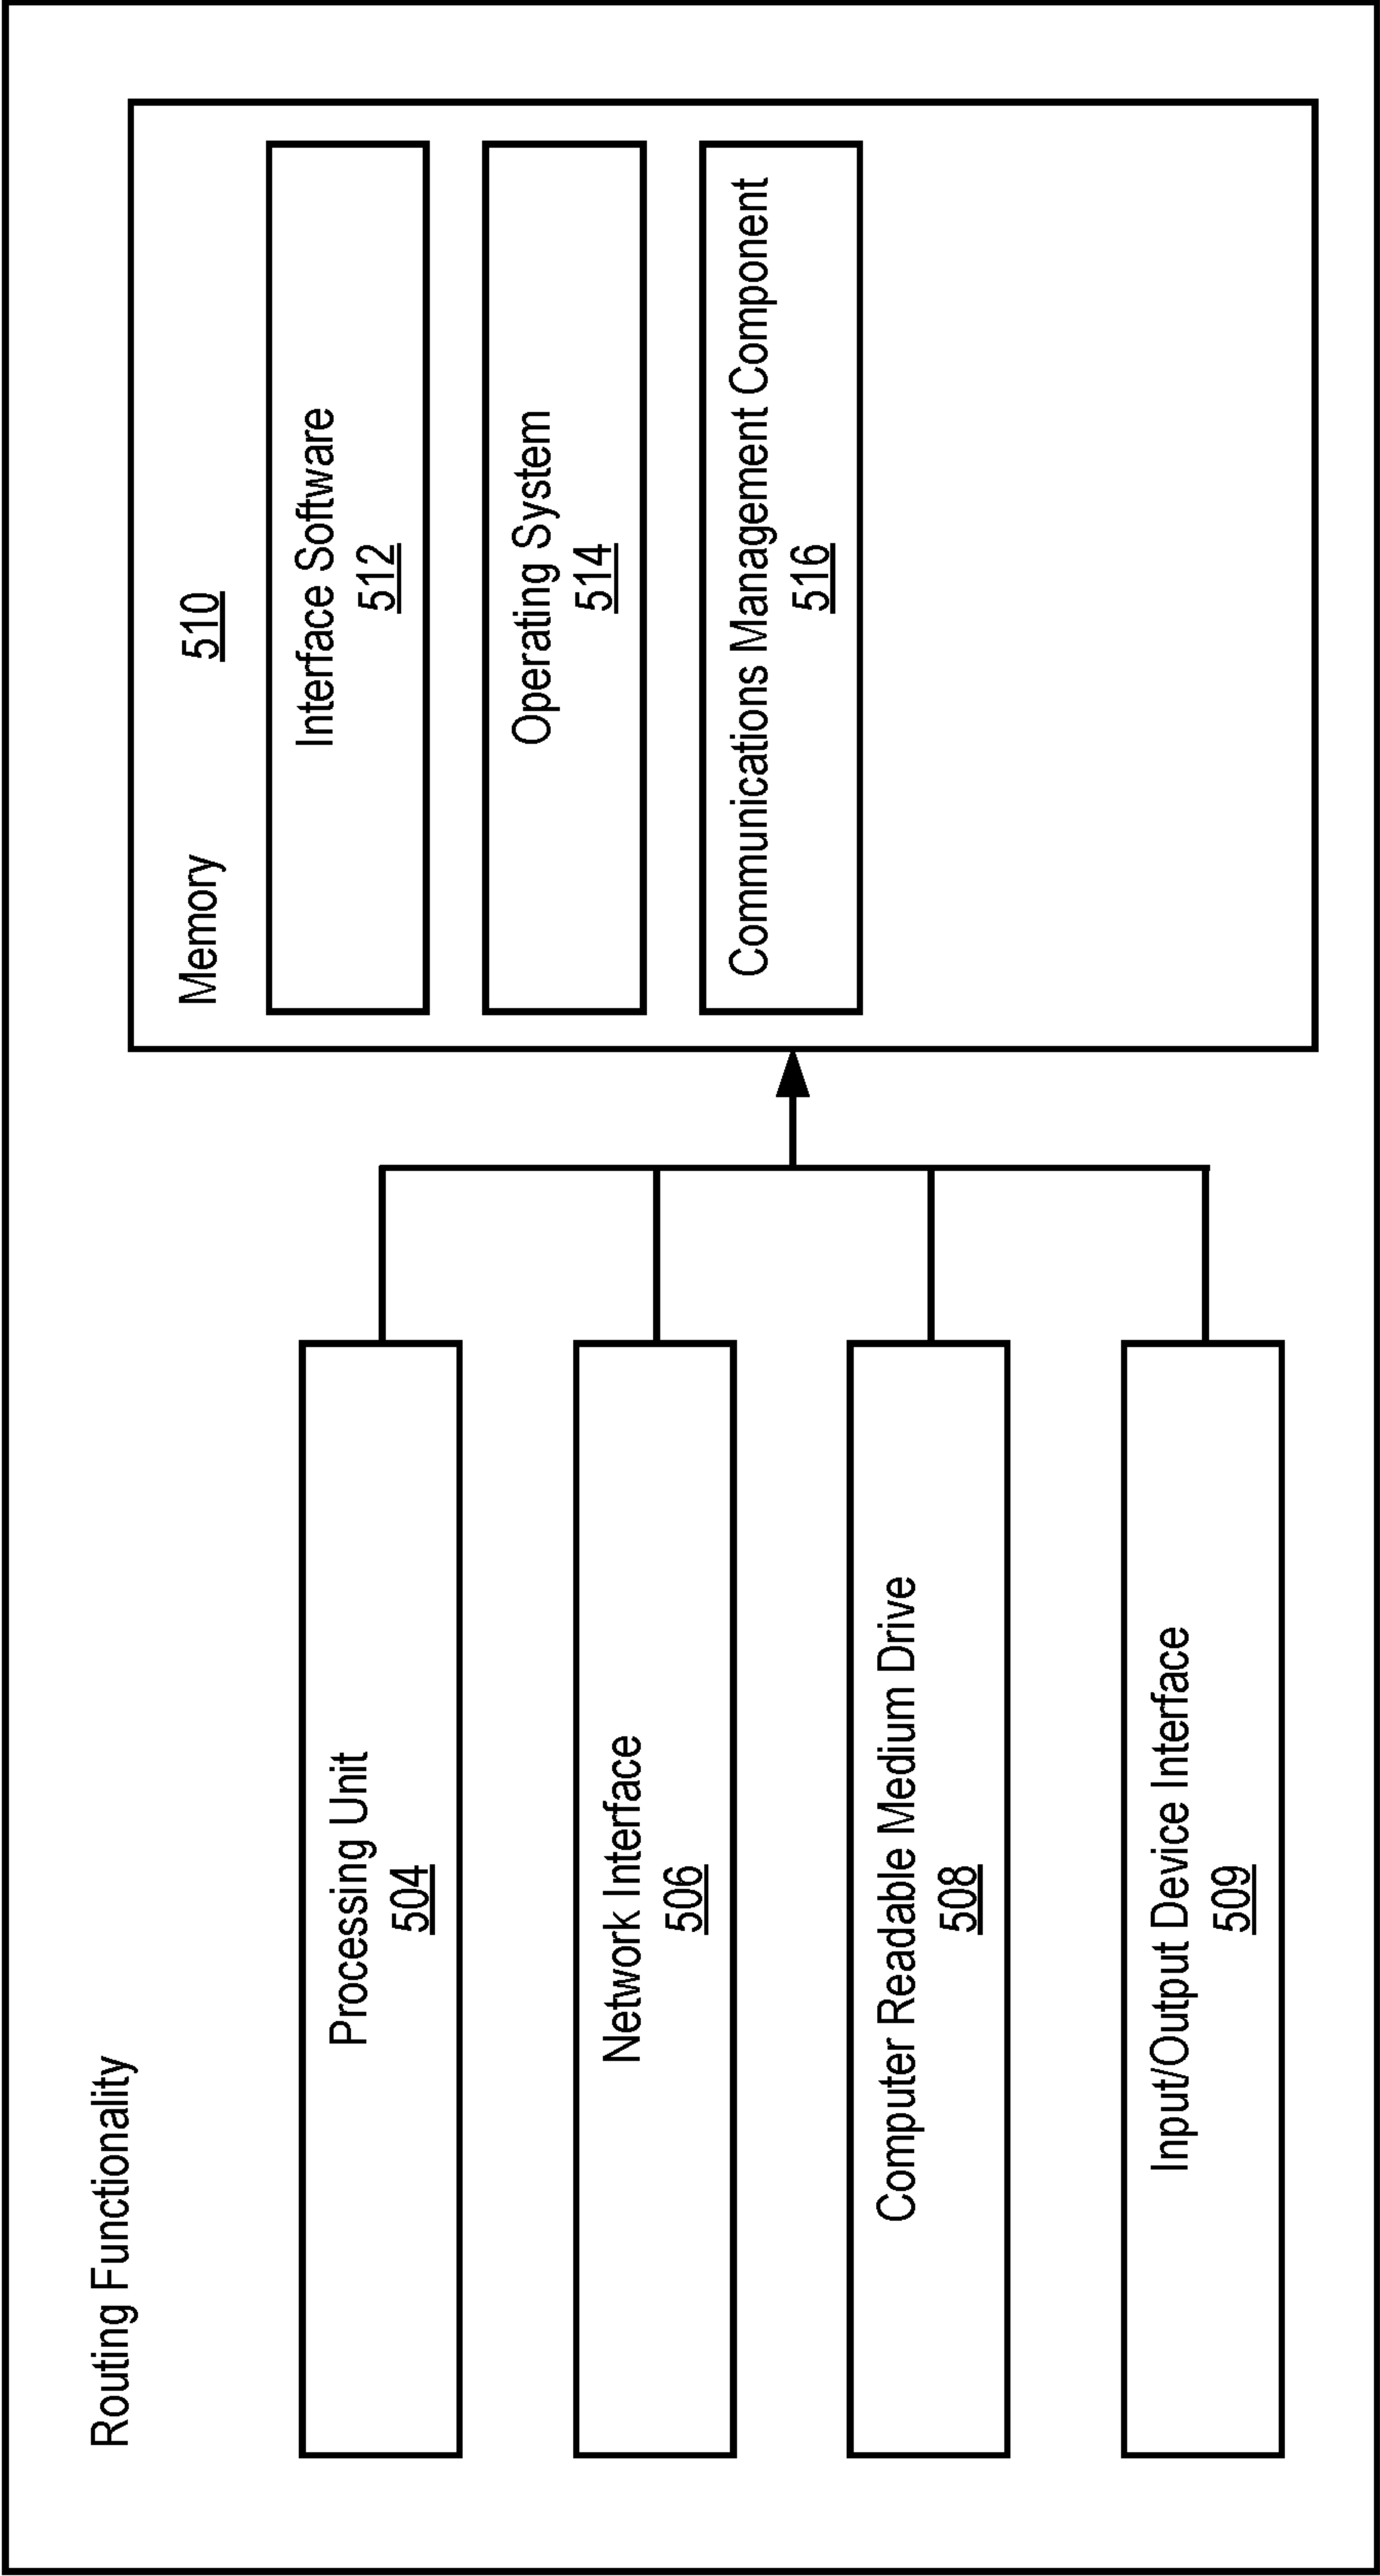 Routing Functionality
Processing Unit
504
Network Interface
506
Computer Readable Medium Drive
508
Input/Output Device Interface
509
Memory 510
Interface Software
512
Operating System
514
Communications Management Component
516